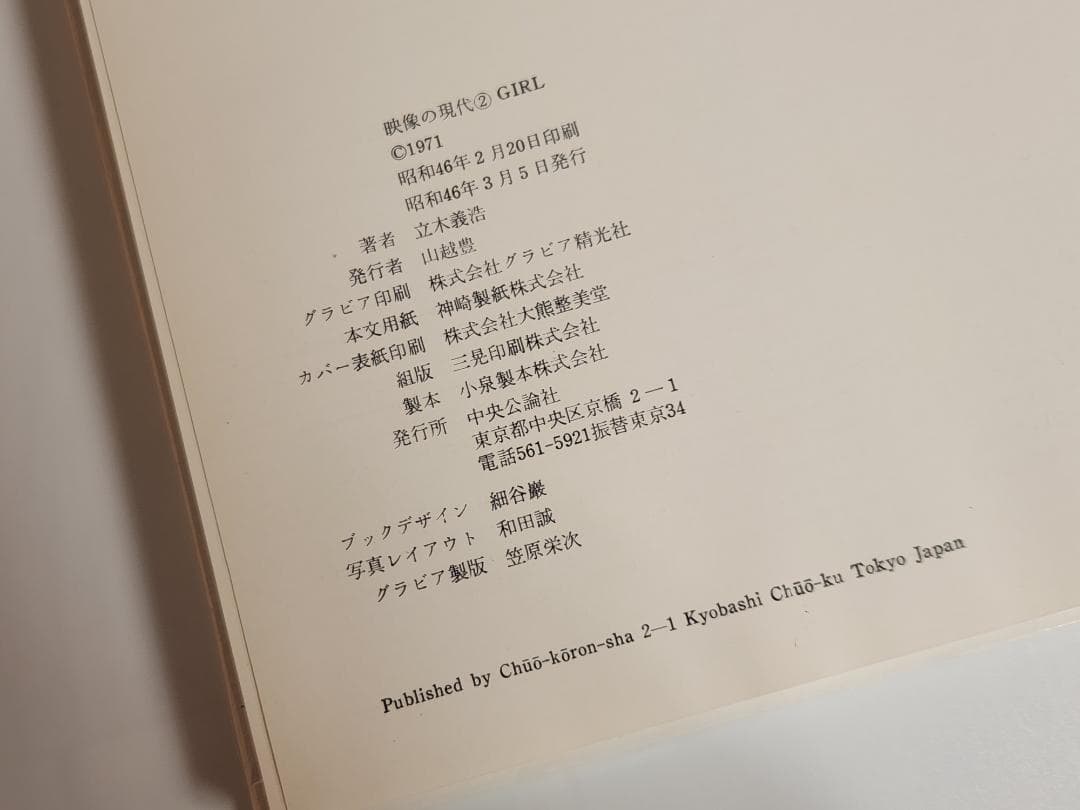 映像の現代② GIRL
©1971
昭和46年2月20日印刷
昭和46年3月5日発行
著者 立木義浩
発行者 山越豊
グラビア印刷 株式会社グラビア精光社
本文用紙 神崎製紙株式会社
カバー表紙印刷 株式会社大熊整美堂
組版 三晃印刷株式会社
製本 小泉製本株式会社
発行所 中央公論社
東京都中央区京橋 2―1
電話561-5921振替東京34
ブックデザイン 細谷巖
写真レイアウト 和田誠
グラビア製版 笠原栄次
Published by Chūō-kōron-sha 2―1 Kyobashi Chūō-ku Tokyo Japan